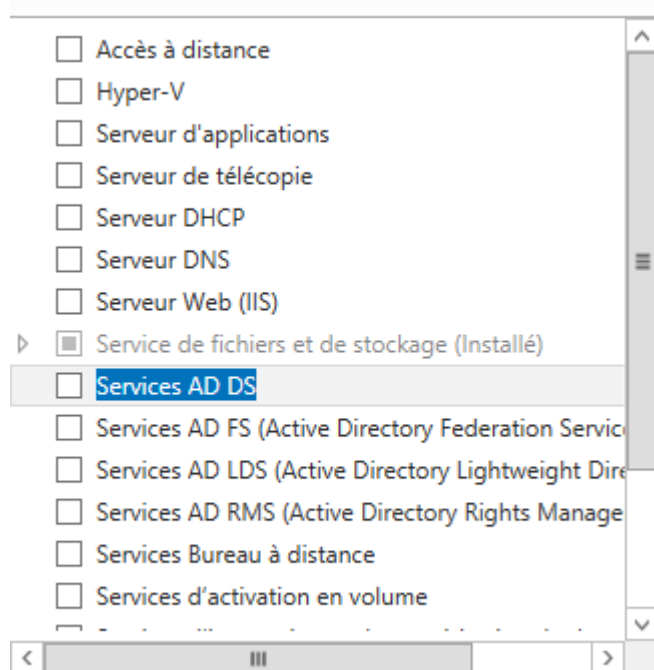 Accès à distance
Hyper-V
Serveur d'applications
Serveur de télécopie
Serveur DHCP
Serveur DNS
Serveur Web (IIS)
Service de fichiers et de stockage (Installé)
Services AD DS
Services AD FS (Active Directory Federation Servic
Services AD LDS (Active Directory Lightweight Dire
Services AD RMS (Active Directory Rights Manage
Services Bureau à distance
Services d’activation en volume